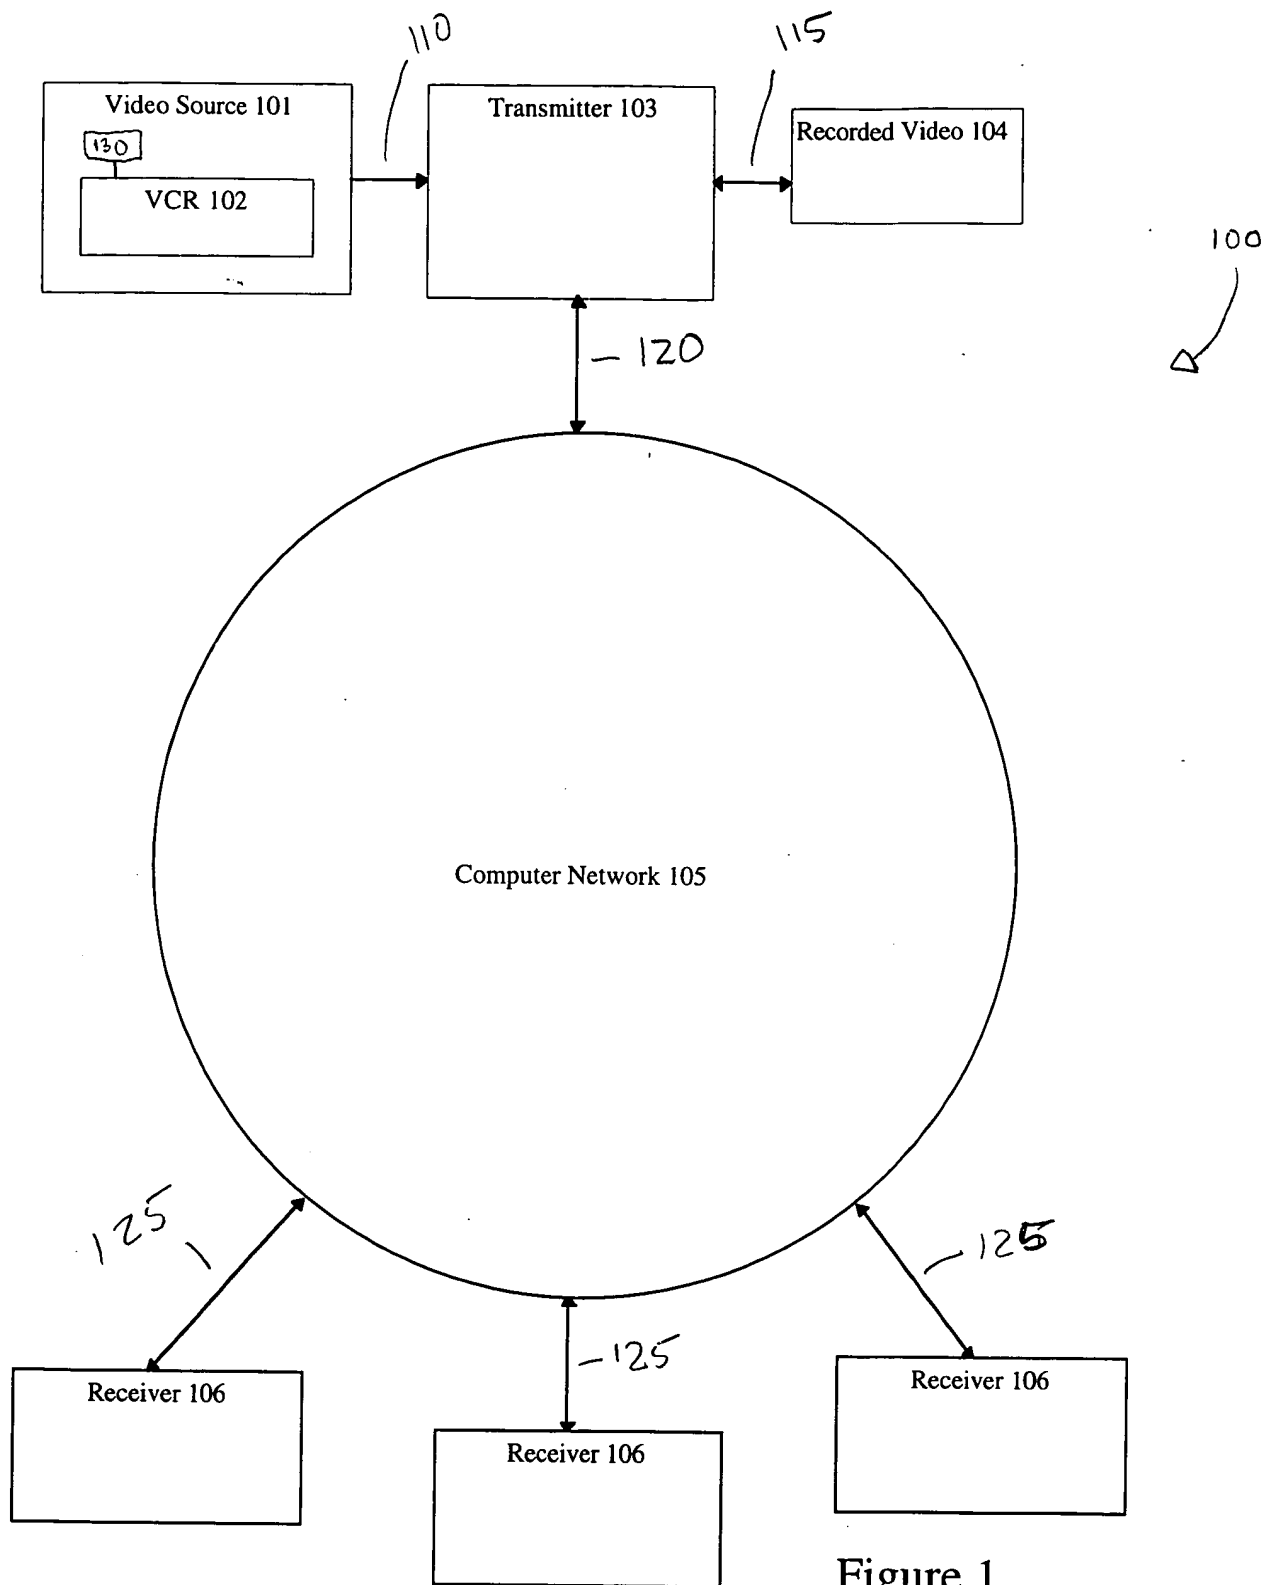 110
115
Video Source 101
Transmitter 103
Recorded Video 104
130
VCR 102
100
120
Computer Network 105
125
125
125
Receiver 106
Receiver 106
Receiver 106
Figure 1